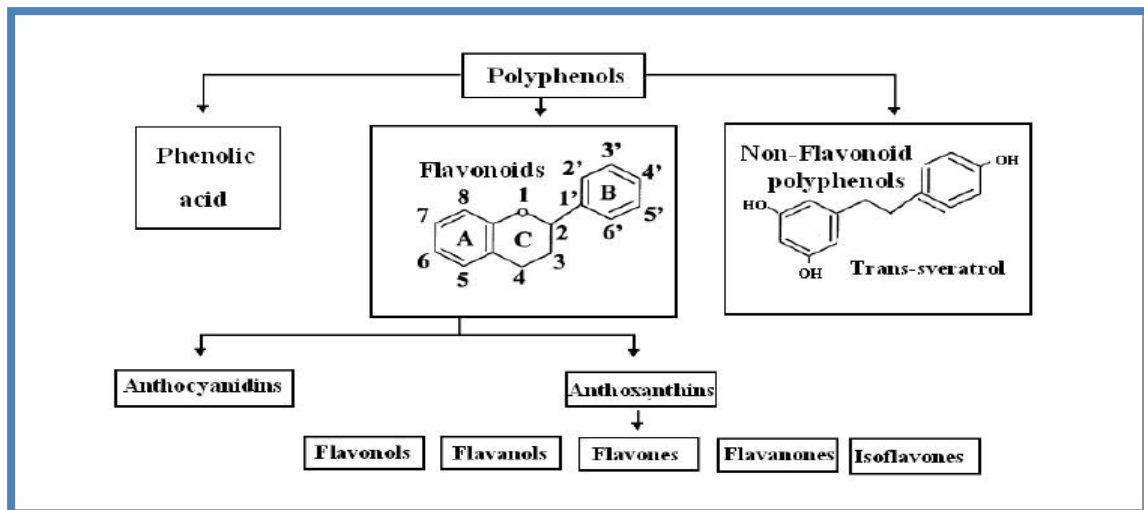 Polyphenols
Phenolic
acid
Flavonoids
1
2
3
4
5
6
7
8
A
C
B
1'
2'
3'
4'
5'
6'
O
Non-Flavonoid
polyphenols
OH
HO
OH
Trans-sveratrol
Anthocyanidins
Anthoxanthins
Flavonols
Flavanols
Flavones
Flavanones
Isoflavones